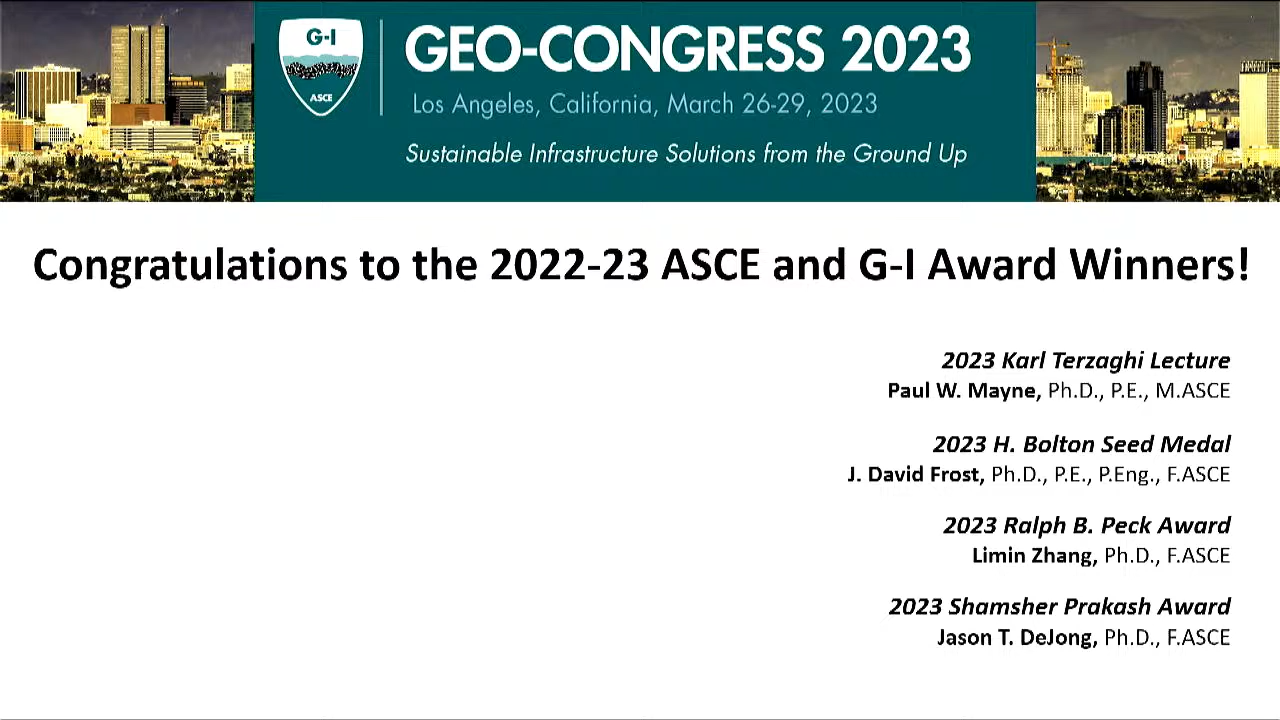 G-I
ASCE
GEO-CONGRESS 2023
Los Angeles, California, March 26-29, 2023
Sustainable Infrastructure Solutions from the Ground Up
Congratulations to the 2022-23 ASCE and G-I Award Winners!
2023 Karl Terzaghi Lecture
Paul W. Mayne, Ph.D., P.E., M.ASCE
2023 H. Bolton Seed Medal
J. David Frost, Ph.D., P.E., P.Eng., F.ASCE
2023 Ralph B. Peck Award
Limin Zhang, Ph.D., F.ASCE
2023 Shamsher Prakash Award
Jason T. DeJong, Ph.D., F.ASCE